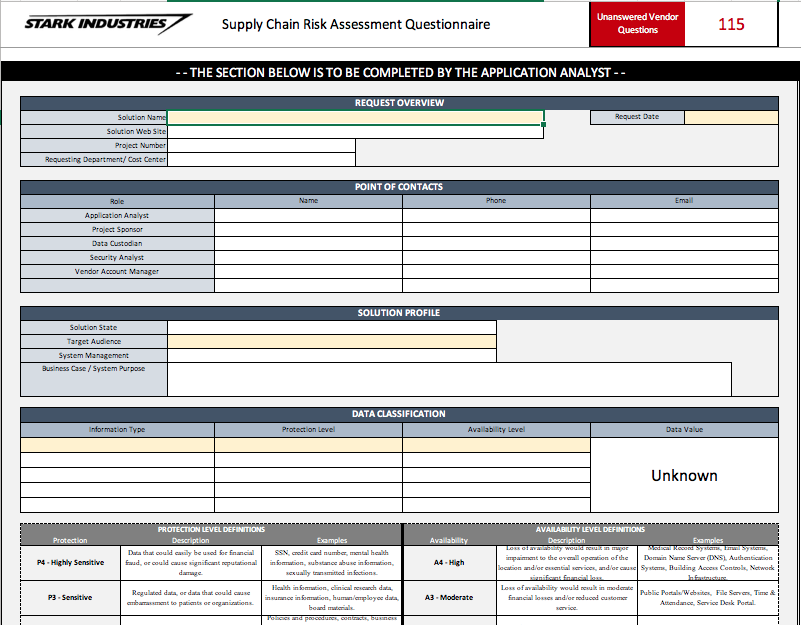 STARK INDUSTRIES
Supply Chain Risk Assessment Questionnaire
Unanswered Vendor
Questions
115
- - THE SECTION BELOW IS TO BE COMPLETED BY THE APPLICATION ANALYST - -
REQUEST OVERVIEW
Solution Name
Request Date
Solution Web Site
Project Number
Requesting Department/ Cost Center
POINT OF CONTACTS
Role Name Phone Email
Application Analyst
Project Sponsor
Data Custodian
Security Analyst
Vendor Account Manager
SOLUTION PROFILE
Solution State
Target Audience
System Management
Business Case / System Purpose
DATA CLASSIFICATION
Information Type Protection Level Availability Level Data Value
Unknown
PROTECTION LEVEL DEFINITIONS
Protection Description Examples
P4 - Highly Sensitive
Data that could easily be used for financial
fraud, or could cause significant reputational
damage.
SSN, credit card number, mental health
information, substance abuse information,
sexually transmitted infections.
P3 - Sensitive
Regulated data, or data that could cause
embarrassment to patients or organizations.
Health information, clinical research data,
insurance information, human/employee data,
board materials.
Policies and procedures, contracts, business
AVAILABILITY LEVEL DEFINITIONS
Availability Description Examples
A4 - High
Loss of availability would result in major
impairment to the overall operation of the
location and/or essential services, and/or cause
significant financial loss.
Medical Record Systems, Email Systems,
Domain Name Server (DNS), Authentication
Systems, Building Access Controls, Network
Infrastructure.
A3 - Moderate
Loss of availability would result in moderate
financial losses and/or reduced customer
service.
Public Portals/Websites, File Servers, Time &
Attendance, Service Desk Portal.